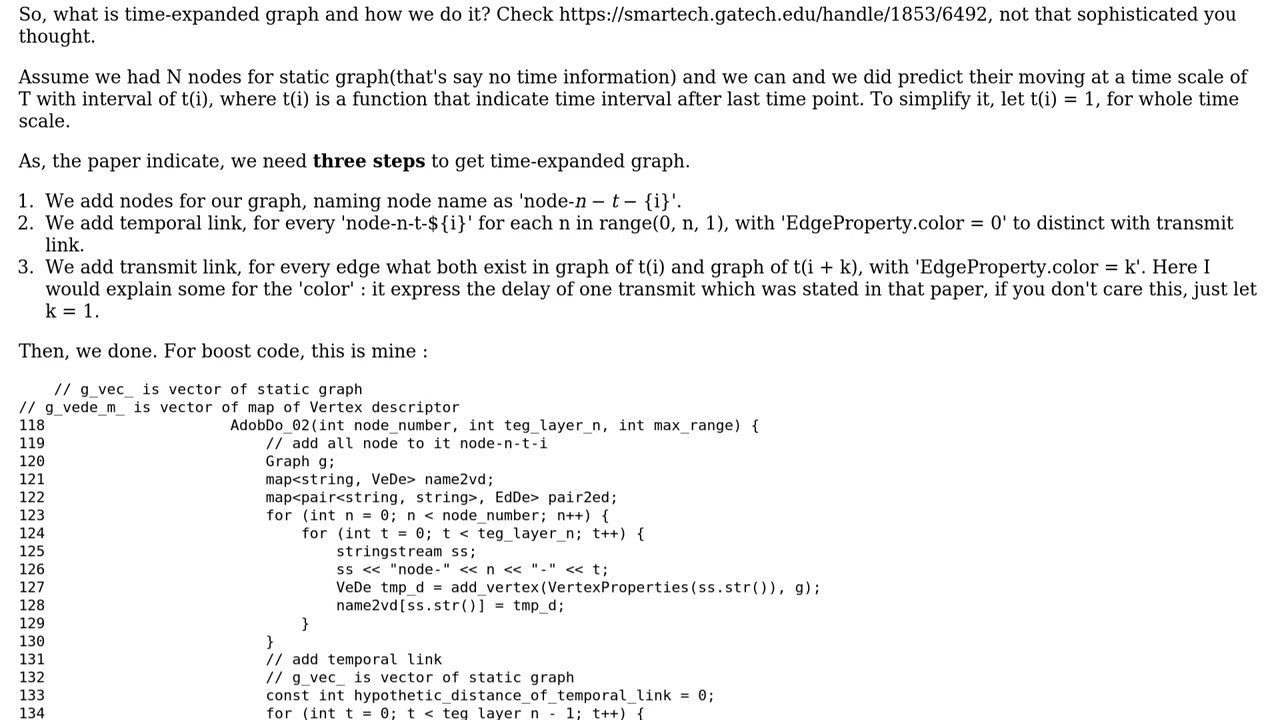 So, what is time-expanded graph and how we do it? Check https://smartech.gatech.edu/handle/1853/6492, not that sophisticated you
thought.
Assume we had N nodes for static graph(that's say no time information) and we can and we did predict their moving at a time scale of
T with interval of t(i), where t(i) is a function that indicate time interval after last time point. To simplify it, let t(i) = 1, for whole time
scale.
As, the paper indicate, we need three steps to get time-expanded graph.
1. We add nodes for our graph, naming node name as 'node-n − t − {i}'.
2. We add temporal link, for every 'node-n-t-${i}' for each n in range(0, n, 1), with 'EdgeProperty.color = 0' to distinct with transmit
link.
3. We add transmit link, for every edge what both exist in graph of t(i) and graph of t(i + k), with 'EdgeProperty.color = k'. Here I
would explain some for the 'color' : it express the delay of one transmit which was stated in that paper, if you don't care this, just let
k = 1.
Then, we done. For boost code, this is mine :
// g_vec_ is vector of static graph
// g_vede_m_ is vector of map of Vertex descriptor
118 AdobDo_02(int node_number, int teg_layer_n, int max_range) {
119 // add all node to it node-n-t-i
120 Graph g;
121 map<string, VeDe> name2vd;
122 map<pair<string, string>, EdDe> pair2ed;
123 for (int n = 0; n < node_number; n++) {
124 for (int t = 0; t < teg_layer_n; t++) {
125 stringstream ss;
126 ss << "node-" << n << "-" << t;
127 VeDe tmp_d = add_vertex(VertexProperties(ss.str()), g);
128 name2vd[ss.str()] = tmp_d;
129 }
130 }
131 // add temporal link
132 // g_vec_ is vector of static graph
133 const int hypothetic_distance_of_temporal_link = 0;
134 for (int t = 0; t < teg_layer_n - 1; t++) {